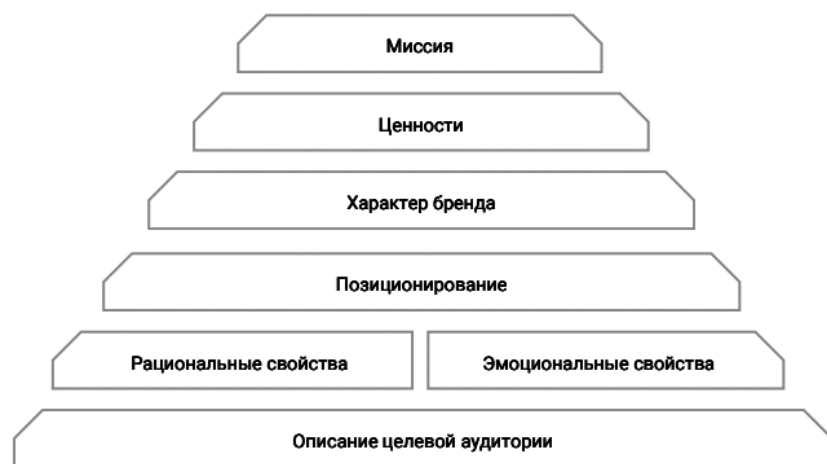 Миссия
Ценности
Характер бренда
Позиционирование
Рациональные свойства
Эмоциональные свойства
Описание целевой аудитории